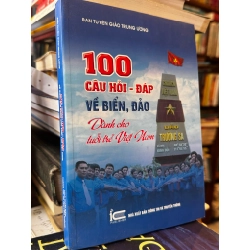 BAN TUYÊN GIÁO TRUNG ƯƠNG
100
CÂU HỎI - ĐÁP
VỀ BIỂN, ĐẢO
Dành cho
tuổi trẻ Việt Nam
TRƯỜNG SA
NHÀ XUẤT BẢN THÔNG TIN VÀ TRUYỀN THÔNG